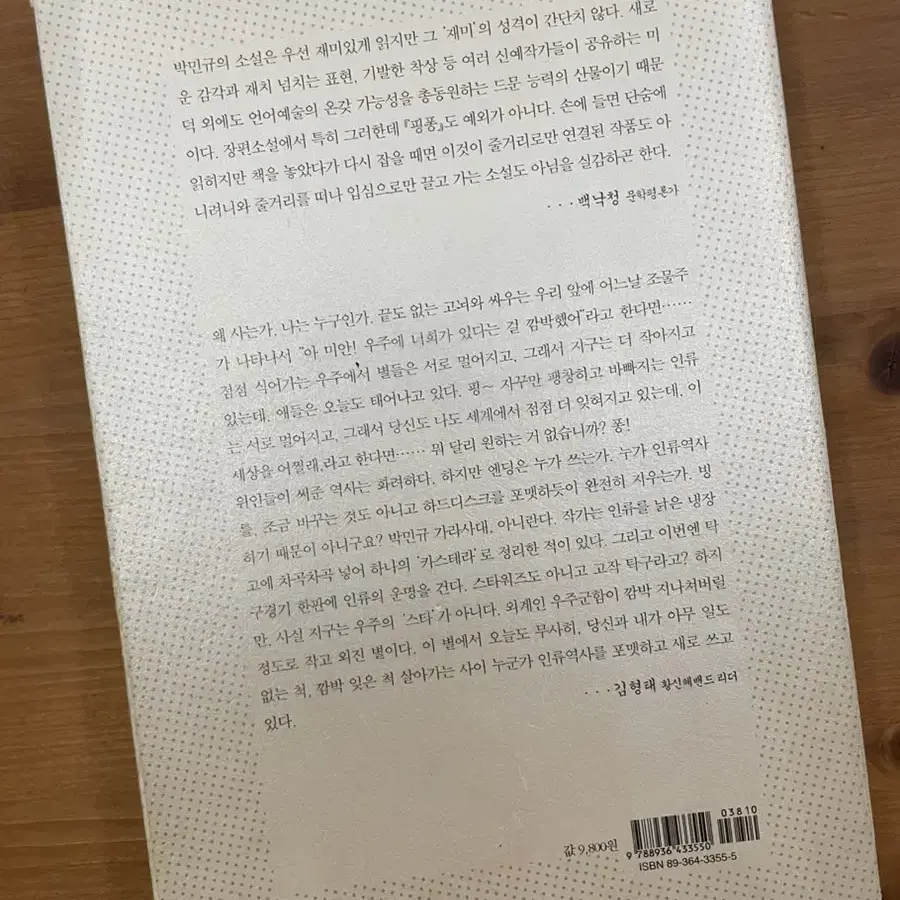 박민규의 소설은 우선 재미있게 읽지만 그 '재미'의 성격이 간단치 않다. 새로
운 감각과 재치 넘치는 표현, 기발한 착상 등 여러 신예작가들이 공유하는 미
덕 외에도 언어예술의 온갖 가능성을 총동원하는 드문 능력의 산물이기 때문
이다. 장편소설에서 특히 그러한데 『핑퐁』도 예외가 아니다. 손에 들면 단숨에
읽히지만 책을 놓았다가 다시 잡을 때면 이것이 줄거리로만 연결된 작품도 아
니려니와 줄거리를 떠나 입심으로만 끌고 가는 소설도 아님을 실감하곤 한다.
...백낙청 문학평론가
왜 사는가, 나는 누구인가. 끝도 없는 고뇌와 싸우는 우리 앞에 어느날 조물주
가 나타나서 "아 미안! 우주에 너희가 있다는 걸 깜박했어"라고 한다면……
점점 식어가는 우주에서 별들은 서로 멀어지고, 그래서 지구는 더 작아지고
있는데, 얘들은 오늘도 태어나고 있다. 핑~ 자꾸만 팽창하고 바빠지는 인류
는 서로 멀어지고, 그래서 당신도 나도 세계에서 점점 더 잊혀지고 있는데, 이
세상을 어쩔래,라고 한다면…… 뭐 달리 원하는 거 없습니까? 퐁!
위인들이 써준 역사는 화려하다. 하지만 엔딩은 누가 쓰는가. 누가 인류역사
를, 조금 바꾸는 것도 아니고 하드디스크를 포맷하듯이 완전히 지우는가. 빙
하기 때문이 아니구요? 박민규 가라사대, 아니란다. 작가는 인류를 낡은 냉장
고에 차곡차곡 넣어 하나의 '카스테라'로 정리한 적이 있다. 그리고 이번엔 탁
구경기 한판에 인류의 운명을 건다. 스타워즈도 아니고 고작 탁구라고? 하지
만, 사실 지구는 우주의 '스타'가 아니다. 외계인 우주군함이 깜박 지나쳐버릴
정도로 작고 외진 별이다. 이 별에서 오늘도 무사히, 당신과 내가 아무 일도
없는 척, 깜박 잊은 척 살아가는 사이 누군가 인류역사를 포맷하고 새로 쓰고
있다.
...김형태 황신혜밴드 리더
값 9,800원
03810
9 788936 433550
ISBN 89-364-3355-5